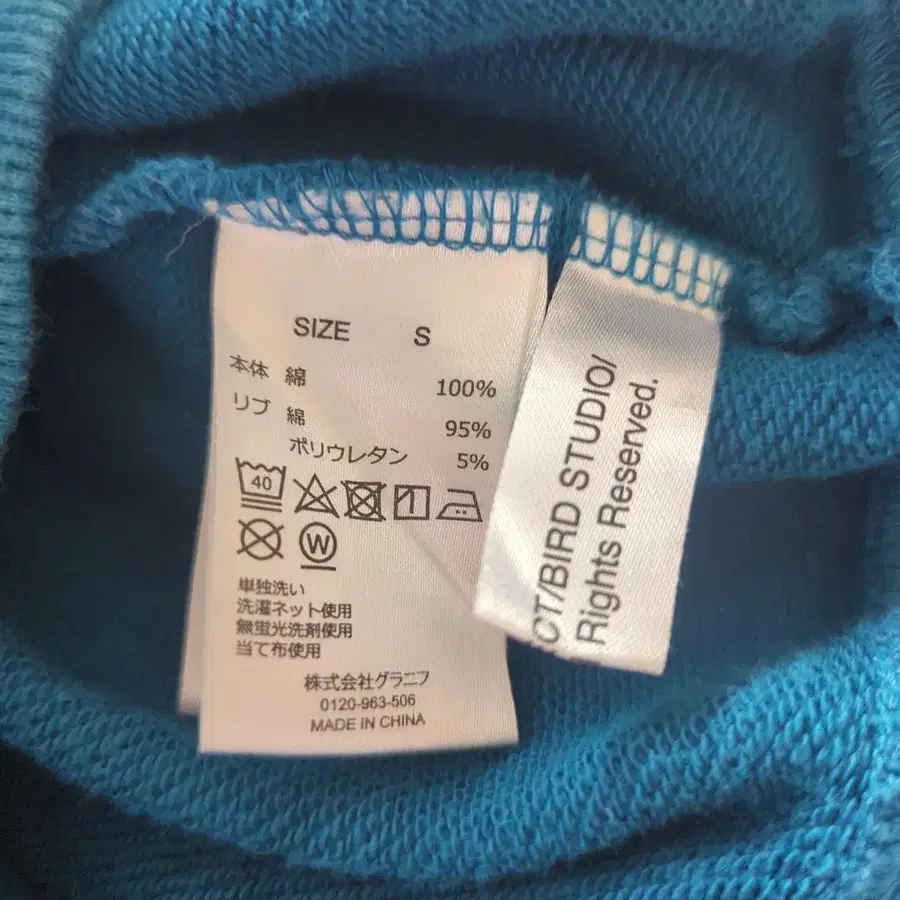 SIZE S
本体 綿 100%
リブ 綿 95%
ポリウレタン 5%
40
W
単独洗い
洗濯ネット使用
無蛍光洗剤使用
当て布使用
株式会社グラニフ
0120-963-506
MADE IN CHINA
CT/BIRD STUDIO/
Rights Reserved.